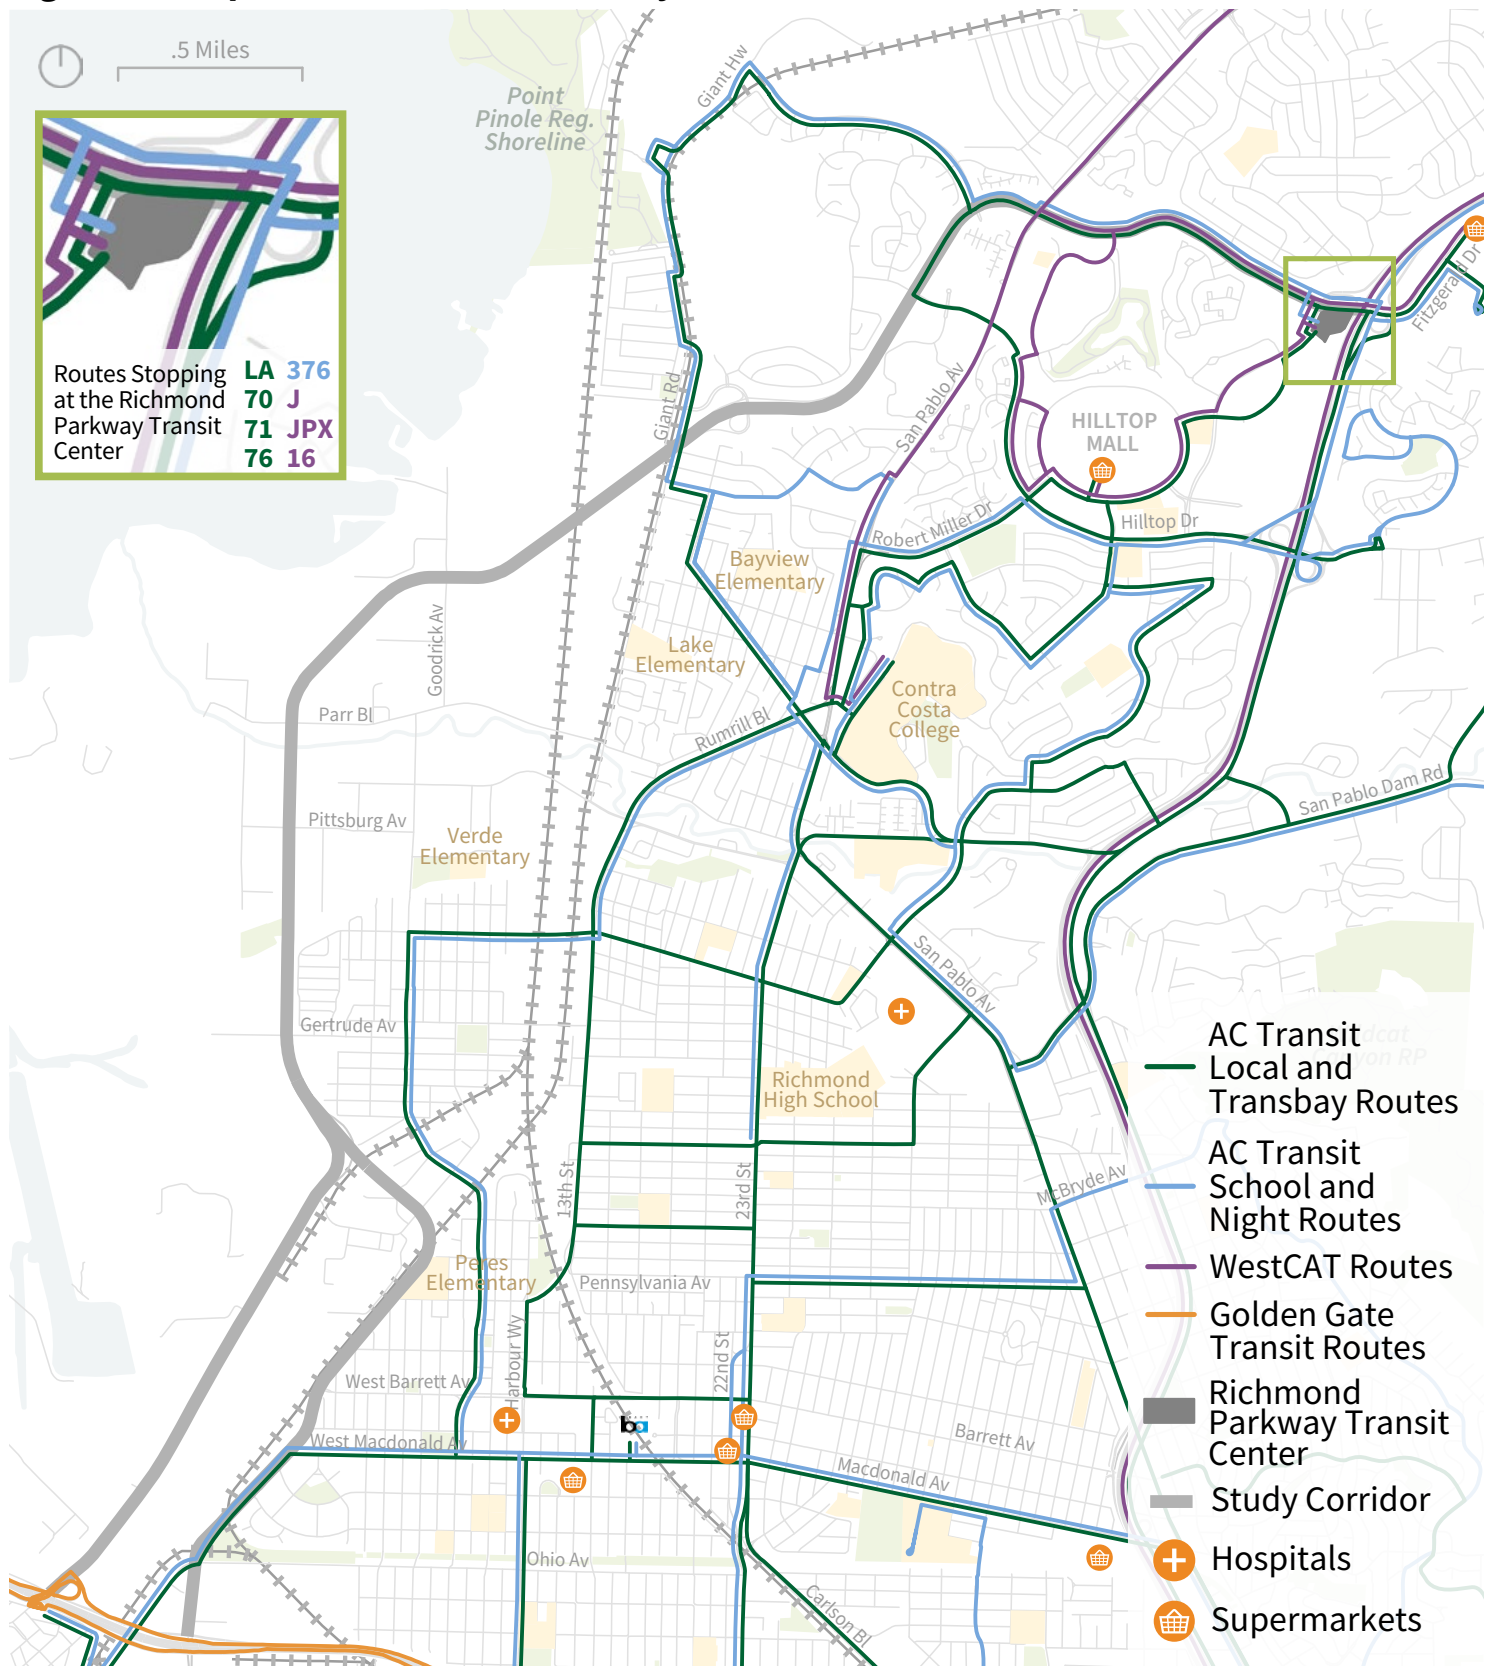 .5 Miles
Point
Pinole Reg.
Shoreline
Giant Hw
Routes Stopping
at the Richmond
Parkway Transit
Center
LA 376
70 J
71 JPX
76 16
Fitzgerald Dr
Giant Rd
San Pablo Av
HILLTOP
MALL
Robert Miller Dr
Hilltop Dr
Bayview
Elementary
Goodrick Av
Lake
Elementary
Contra
Costa
College
Parr Bl
Rumrill Bl
San Pablo Dam Rd
Pittsburg Av
Verde
Elementary
San Pablo Av
Gertrude Av
Richmond
High School
13th St
23rd St
McBryde Av
Peres
Elementary
Pennsylvania Av
Harbour Wy
22nd St
West Barrett Av
West Macdonald Av
ba
Barrett Av
Macdonald Av
Ohio Av
Carlson Bl
AC Transit
Local and
Transbay Routes
AC Transit
School and
Night Routes
WestCAT Routes
Golden Gate
Transit Routes
Richmond
Parkway Transit
Center
Study Corridor
Hospitals
Supermarkets